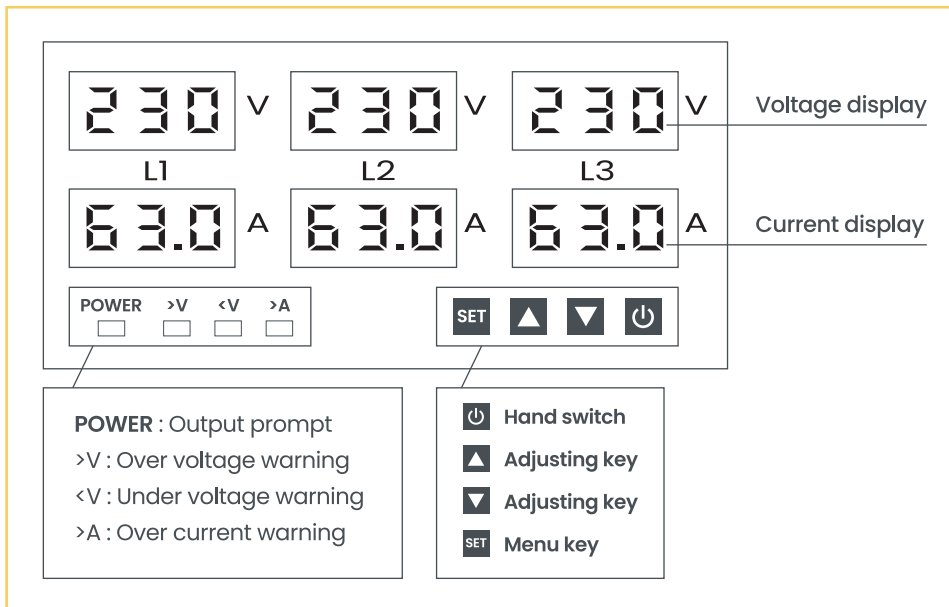 230 V 230 V 230 V Voltage display
L1 L2 L3
63.0 A 63.0 A 63.0 A Current display
POWER >V <V >A
SET
POWER : Output prompt
>V : Over voltage warning
<V : Under voltage warning
>A : Over current warning
Hand switch
Adjusting key
Adjusting key
SET Menu key